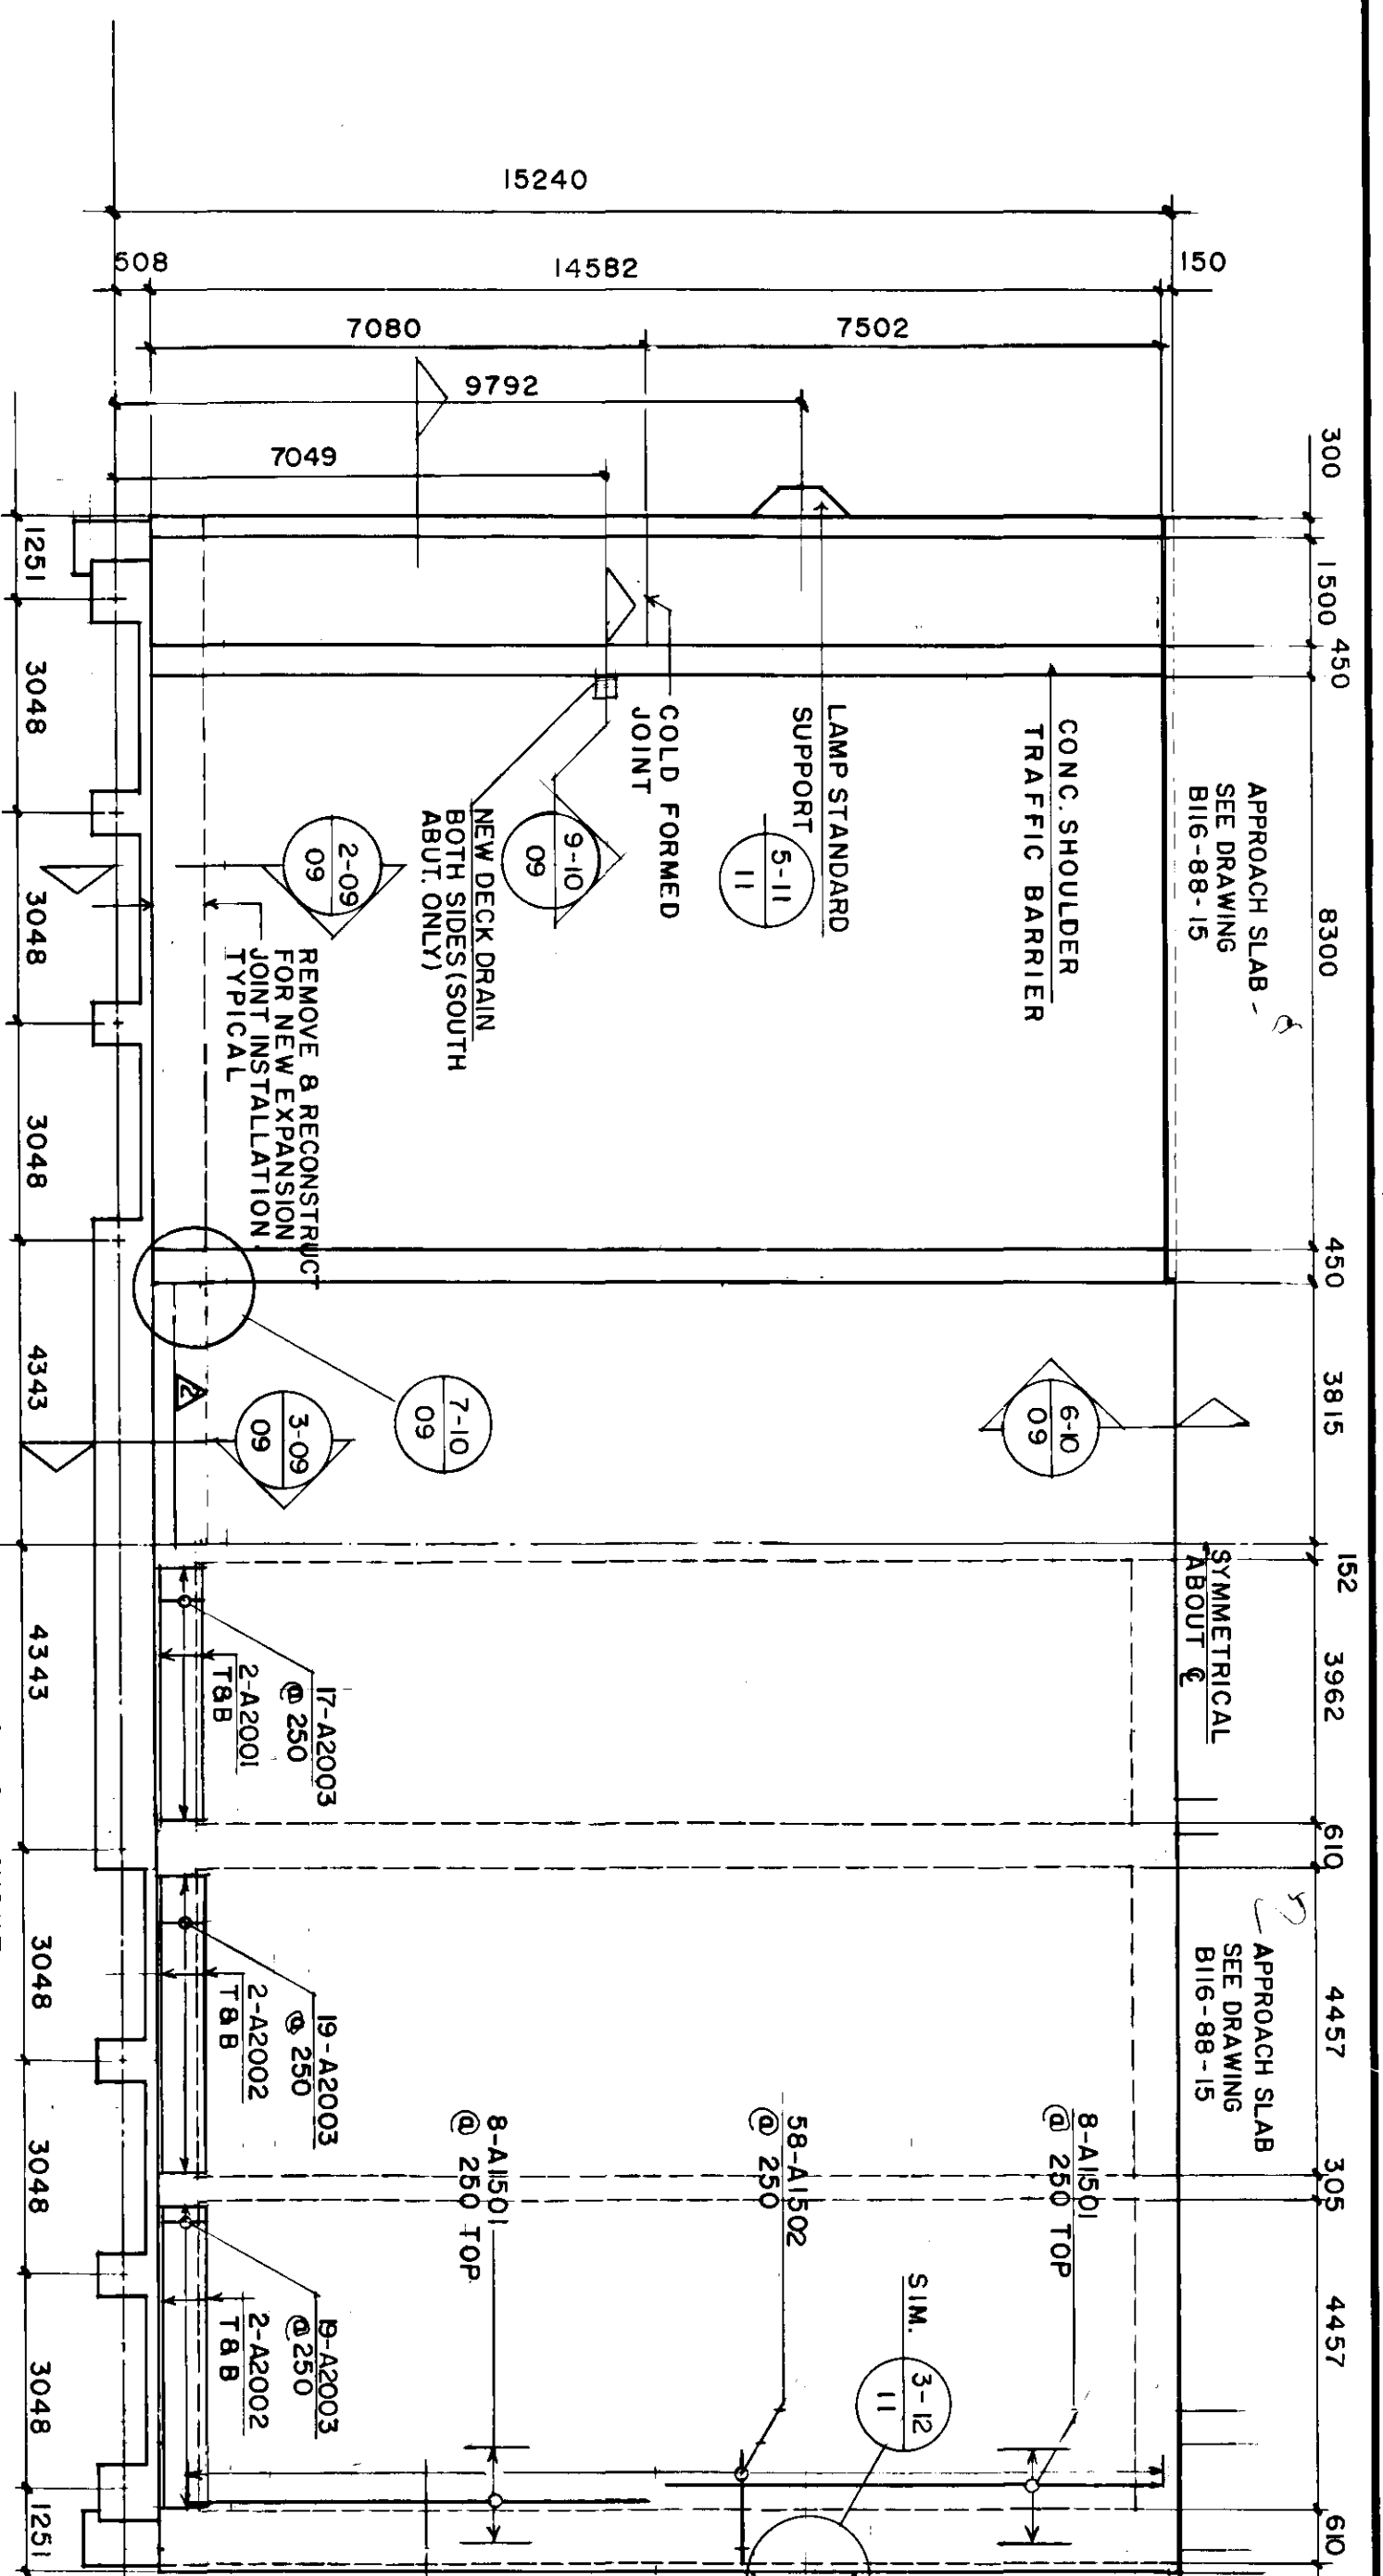 300
1500
450
8300
450
3815
152
3962
610
4457
305
4457
610
APPROACH SLAB
SEE DRAWING
B116-88-15
SYMMETRICAL
ABOUT ℄
APPROACH SLAB
SEE DRAWING
B116-88-15
15240
508
14582
150
7080
7502
9792
7049
CONC. SHOULDER
TRAFFIC BARRIER
LAMP STANDARD
SUPPORT
5-11
11
COLD FORMED
JOINT
9-10
09
NEW DECK DRAIN
BOTH SIDES (SOUTH
ABUT. ONLY)
2-09
09
REMOVE & RECONSTRUCT
FOR NEW EXPANSION
JOINT INSTALLATION
TYPICAL
6-10
09
7-10
09
3-09
09
2
8-A1501
@ 250 TOP
SIM.
3-12
11
58-A1502
@ 250
8-A1501
@ 250 TOP
17-A2003
@ 250
2-A2001
T&B
19-A2003
@ 250
2-A2002
T&B
19-A2003
@ 250
2-A2002
T&B
1251
3048
3048
3048
4343
4343
3048
3048
3048
1251